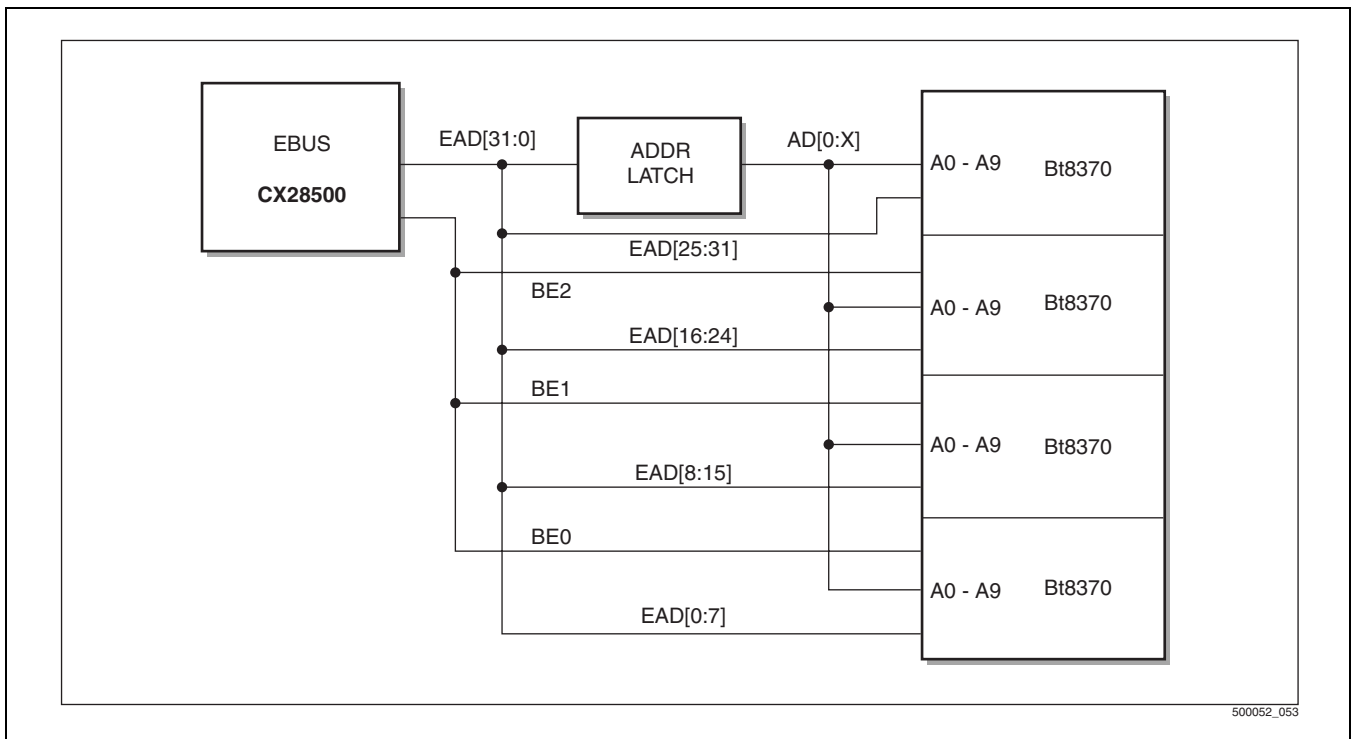 EBUS
CX28500
EAD[31:0]
ADDR
LATCH
AD[0:X]
A0 - A9 Bt8370
EAD[25:31]
BE2
A0 - A9 Bt8370
EAD[16:24]
BE1
A0 - A9 Bt8370
EAD[8:15]
BE0
A0 - A9 Bt8370
EAD[0:7]
500052_053